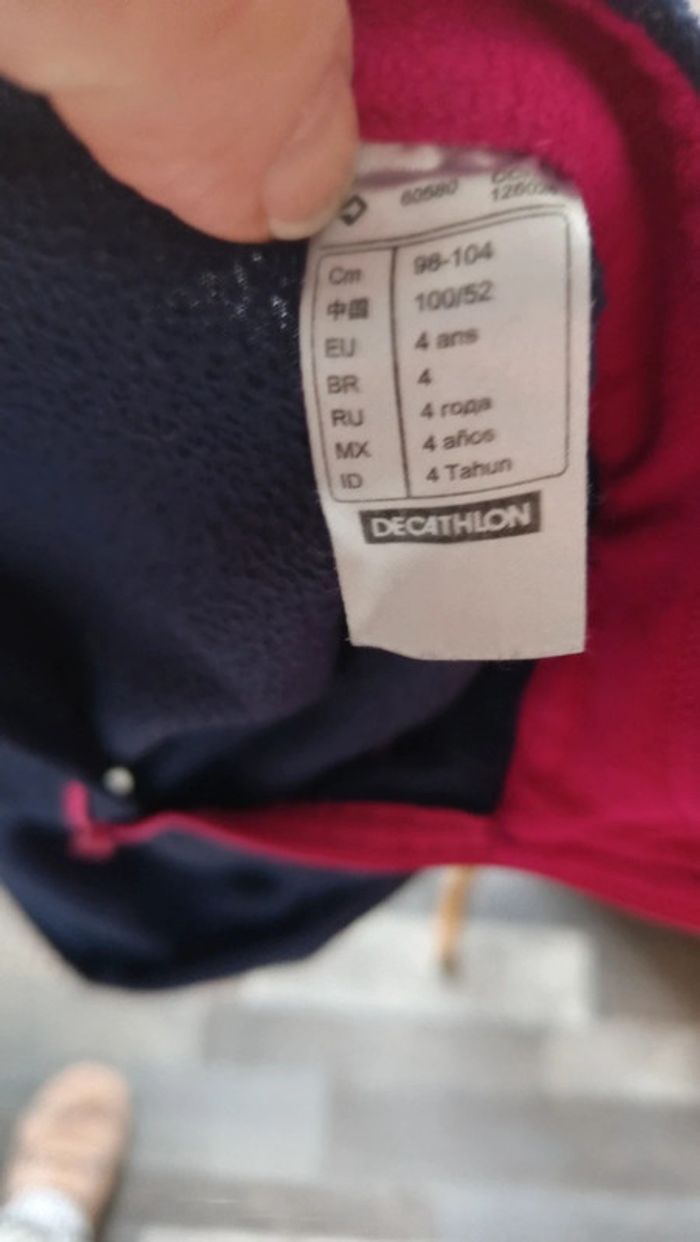 60580
Cm 98-104
中国 100/52
EU 4 ans
BR 4
RU 4 года
MX 4 años
ID 4 Tahun
DECATHLON